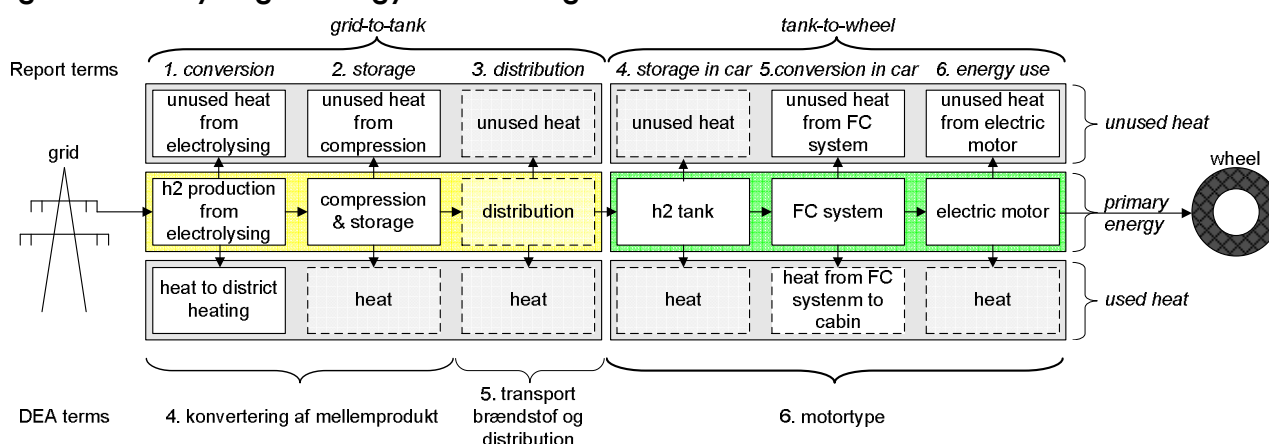 grid-to-tank
tank-to-wheel
Report terms
1. conversion
2. storage
3. distribution
4. storage in car
5.conversion in car
6. energy use
unused heat
from
electrolysing
unused heat
from
compression
unused heat
unused heat
unused heat
from FC
system
unused heat
from electric
motor
unused heat
grid
h2 production
from
electrolysing
compression
& storage
distribution
h2 tank
FC system
electric motor
primary
energy
wheel
heat to district
heating
heat
heat
heat
heat from FC
systenm to
cabin
heat
used heat
DEA terms
4. konvertering af mellemprodukt
5. transport
brændstof og
distribution
6. motortype